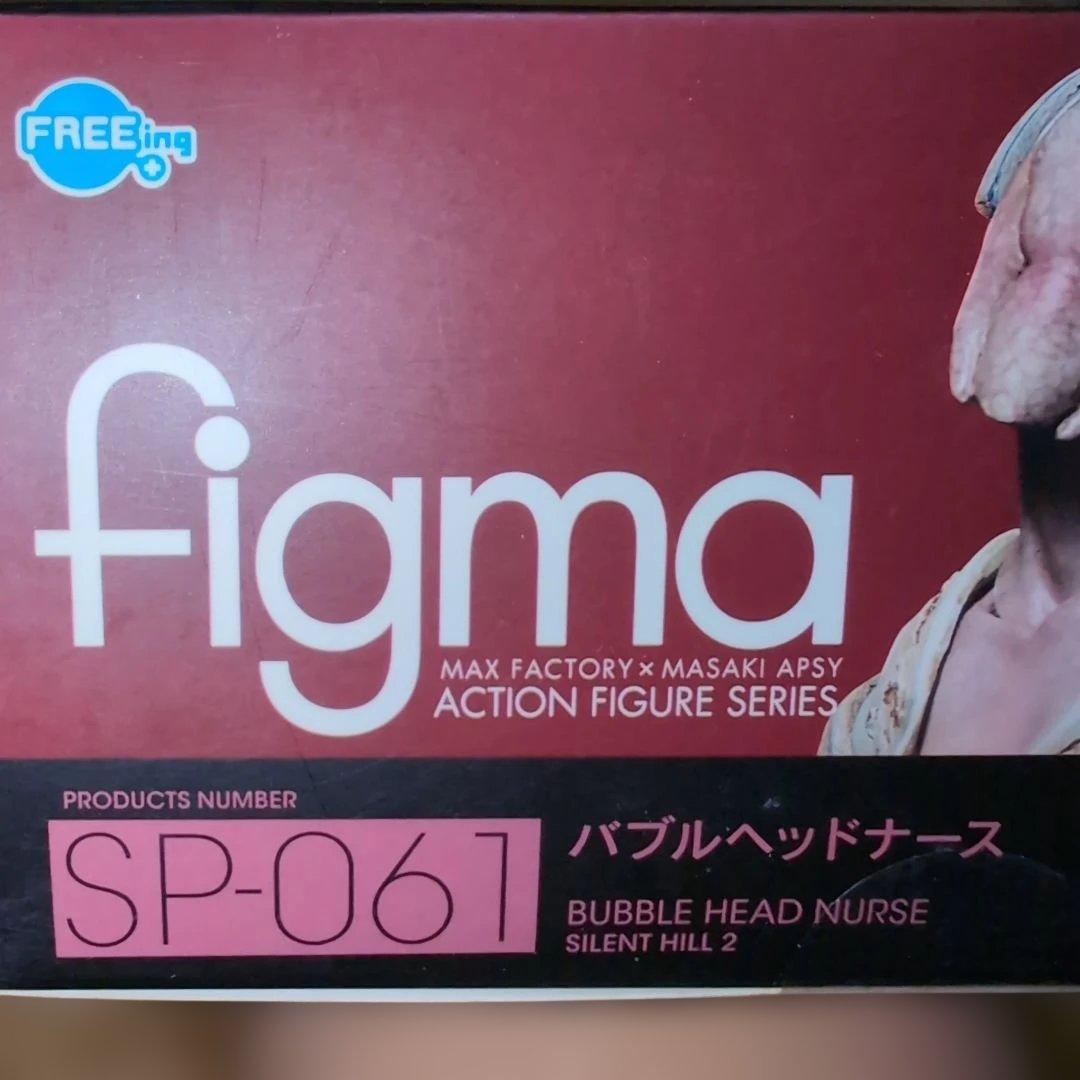 FREEing
figma
MAX FACTORY×MASAKI APSY
ACTION FIGURE SERIES
PRODUCTS NUMBER
SP-061
バブルヘッドナース
BUBBLE HEAD NURSE
SILENT HILL 2